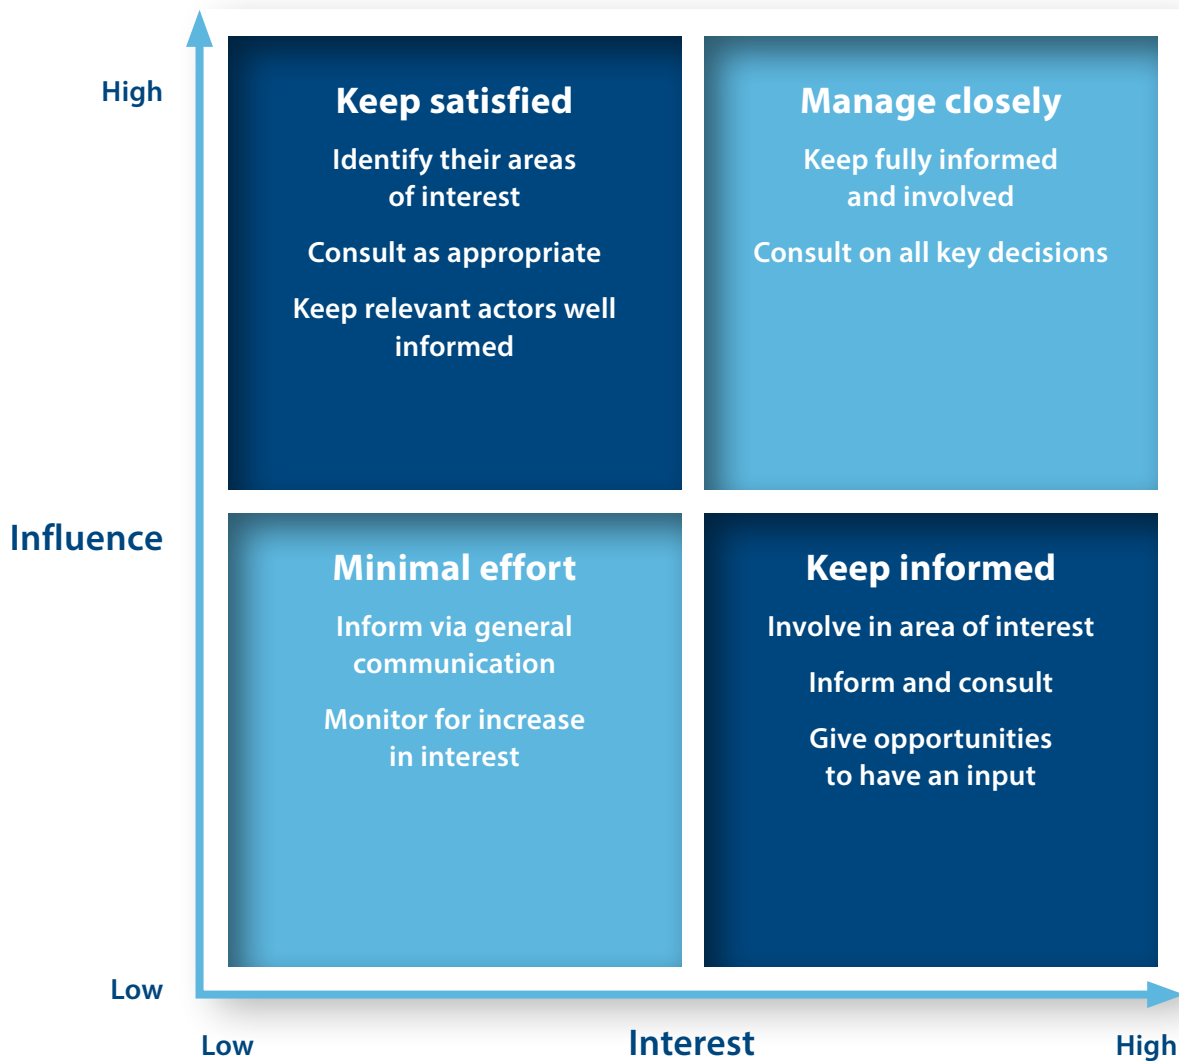 High
Keep satisfied
Identify their areas
of interest
Consult as appropriate
Keep relevant actors well
informed
Manage closely
Keep fully informed
and involved
Consult on all key decisions
Influence
Minimal effort
Inform via general
communication
Monitor for increase
in interest
Keep informed
Involve in area of interest
Inform and consult
Give opportunities
to have an input
Low
Low
Interest
High